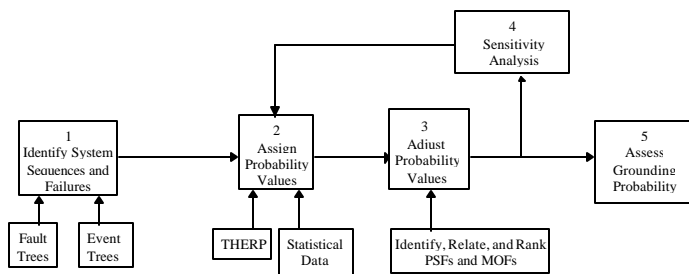 4
Sensitivity
Analysis
1
Identify System
Sequences and
Failures
2
Assign
Probability
Values
3
Adjust
Probability
Values
5
Assess
Grounding
Probability
Fault
Trees
Event
Trees
THERP
Statistical
Data
Identify, Relate, and Rank
PSFs and MOFs